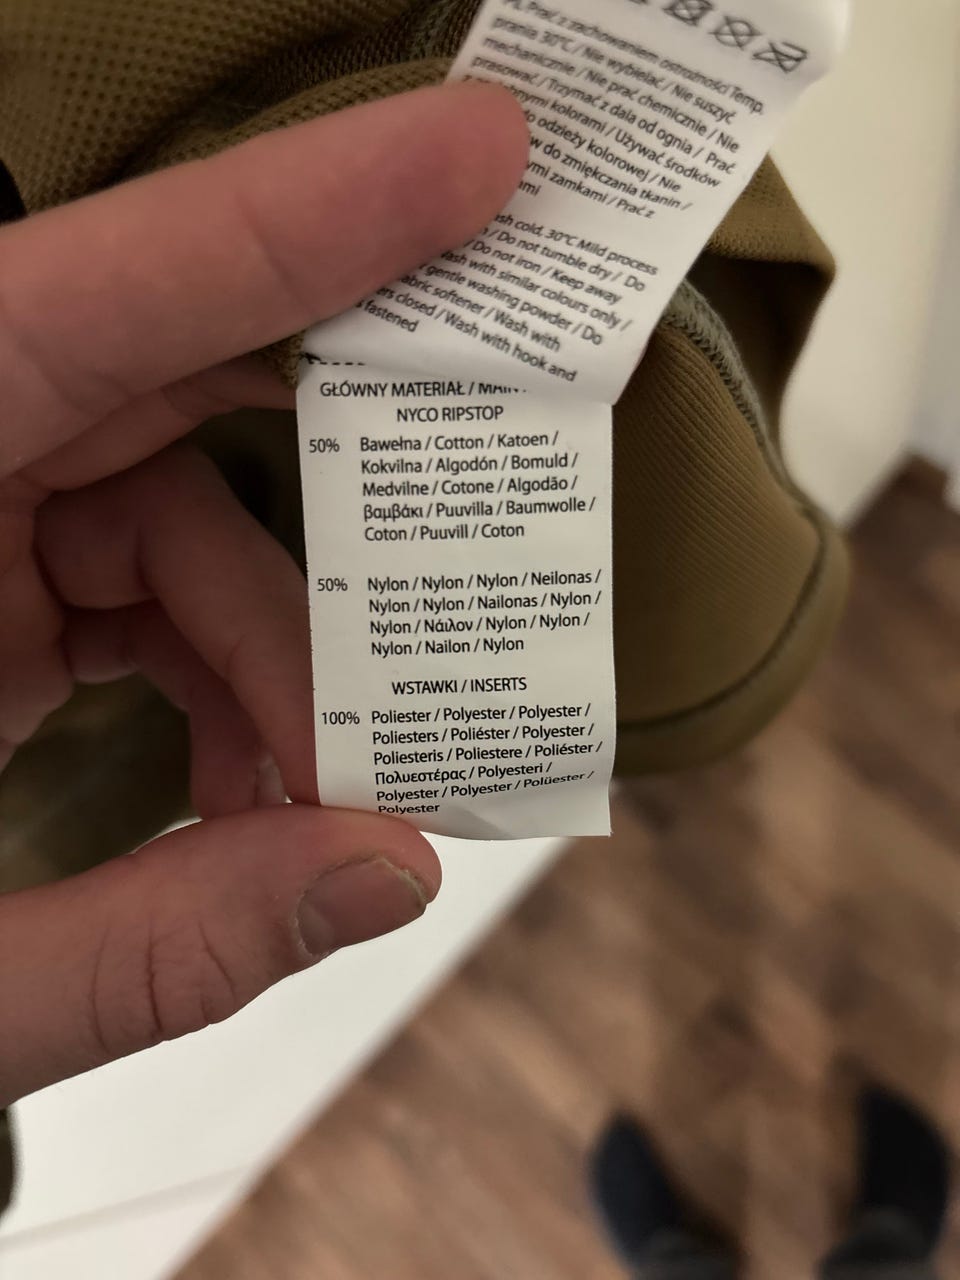 PL Prać z zachowaniem ostrożności Temp.
prania 30°C / Nie wybielać / Nie suszyć
mechanicznie / Nie prać chemicznie / Nie
prasować / Trzymać z dala od ognia / Prać
kolorami / Używać środków
do odzieży kolorowej / Nie
do zmiękczania tkanin /
zamkami / Prać z
cold, 30°C Mild process
/ Do not tumble dry / Do
/ Do not iron / Keep away
with similar colours only /
gentle washing powder / Do
softener / Wash with
closed / Wash with hook and
fastened
GŁÓWNY MATERIAŁ /
NYCO RIPSTOP
50% Bawełna / Cotton / Katoen /
Kokvilna / Algodón / Bomuld /
Medvilne / Cotone / Algodão /
βαμβάκι / Puuvilla / Baumwolle /
Coton / Puuvill / Coton
50% Nylon / Nylon / Nylon / Neilonas /
Nylon / Nylon / Nailonas / Nylon /
Nylon / Νάιλον / Nylon / Nylon /
Nylon / Nailon / Nylon
WSTAWKI / INSERTS
100% Poliester / Polyester / Polyester /
Poliesters / Poliéster / Polyester /
Poliesteris / Poliestere / Poliéster /
Πολυεστέρας / Polyesteri /
Polyester / Polyester / Polüester /
Polyester